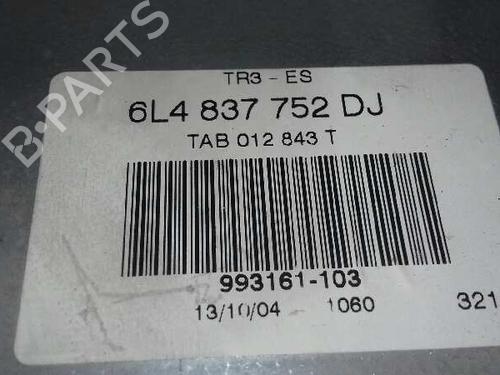 B-PARTS
TR3 - ES
6L4 837 752 DJ
TAB 012 843 T
993161-103
13/10/04 1060 321